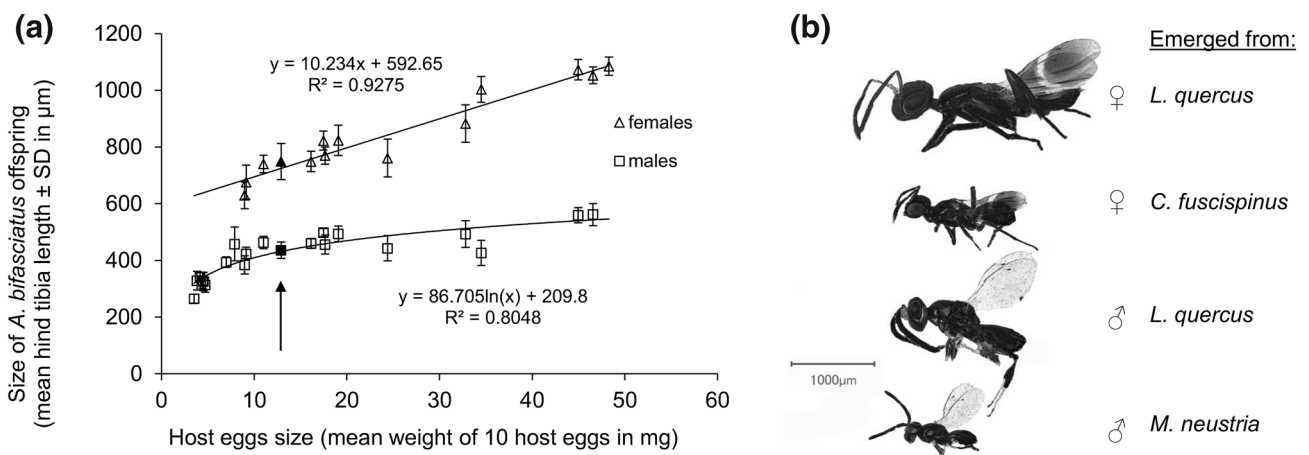 (a)
1200
1000
800
600
400
200
0
0 10 20 30 40 50 60
Size of A. bifasciatus offspring
(mean hind tibia length ± SD in µm)
Host eggs size (mean weight of 10 host eggs in mg)
y = 10.234x + 592.65
R² = 0.9275
females
males
y = 86.705ln(x) + 209.8
R² = 0.8048
(b)
Emerged from:
♀ L. quercus
♀ C. fuscispinus
♂ L. quercus
1000µm
♂ M. neustria